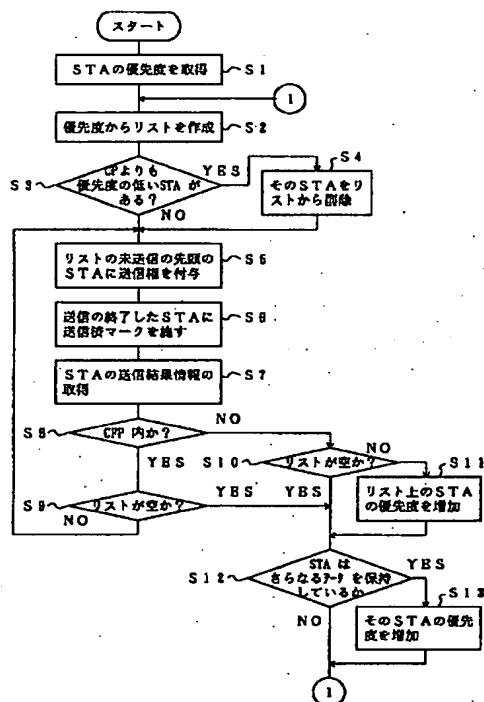 スタート
STAの優先度を取得
S1
1
優先度からリストを作成
S2
CPよりも
優先度の低いSTA が
ある?
S3
YES
NO
S4
そのSTAをリ
ストから削除
リストの未送信の先頭の
STAに送信権を付与
S5
送信の終了したSTAに
送信済マークを施す
S6
STAの送信結果情報の
取得
S7
S8
CFP 内か?
NO
YES
S10
リストが空か?
NO
YES
S11
リスト上のSTA
の優先度を増加
S9
リストが空か?
YES
NO
S12
STA は
さらなるデータ を保持
しているか
YES
NO
S13
そのSTAの優先
度を増加
1